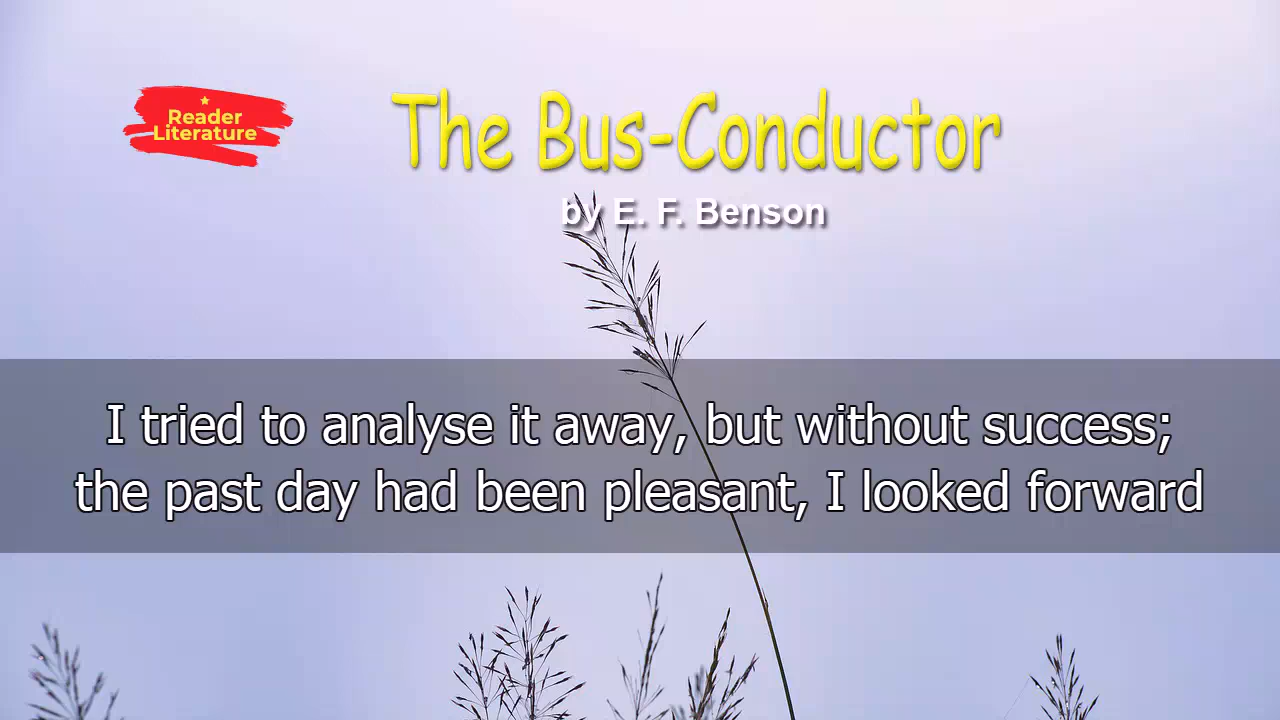 Reader
Literature
The Bus-Conductor
by E. F. Benson
I tried to analyse it away, but without success;
the past day had been pleasant, I looked forward